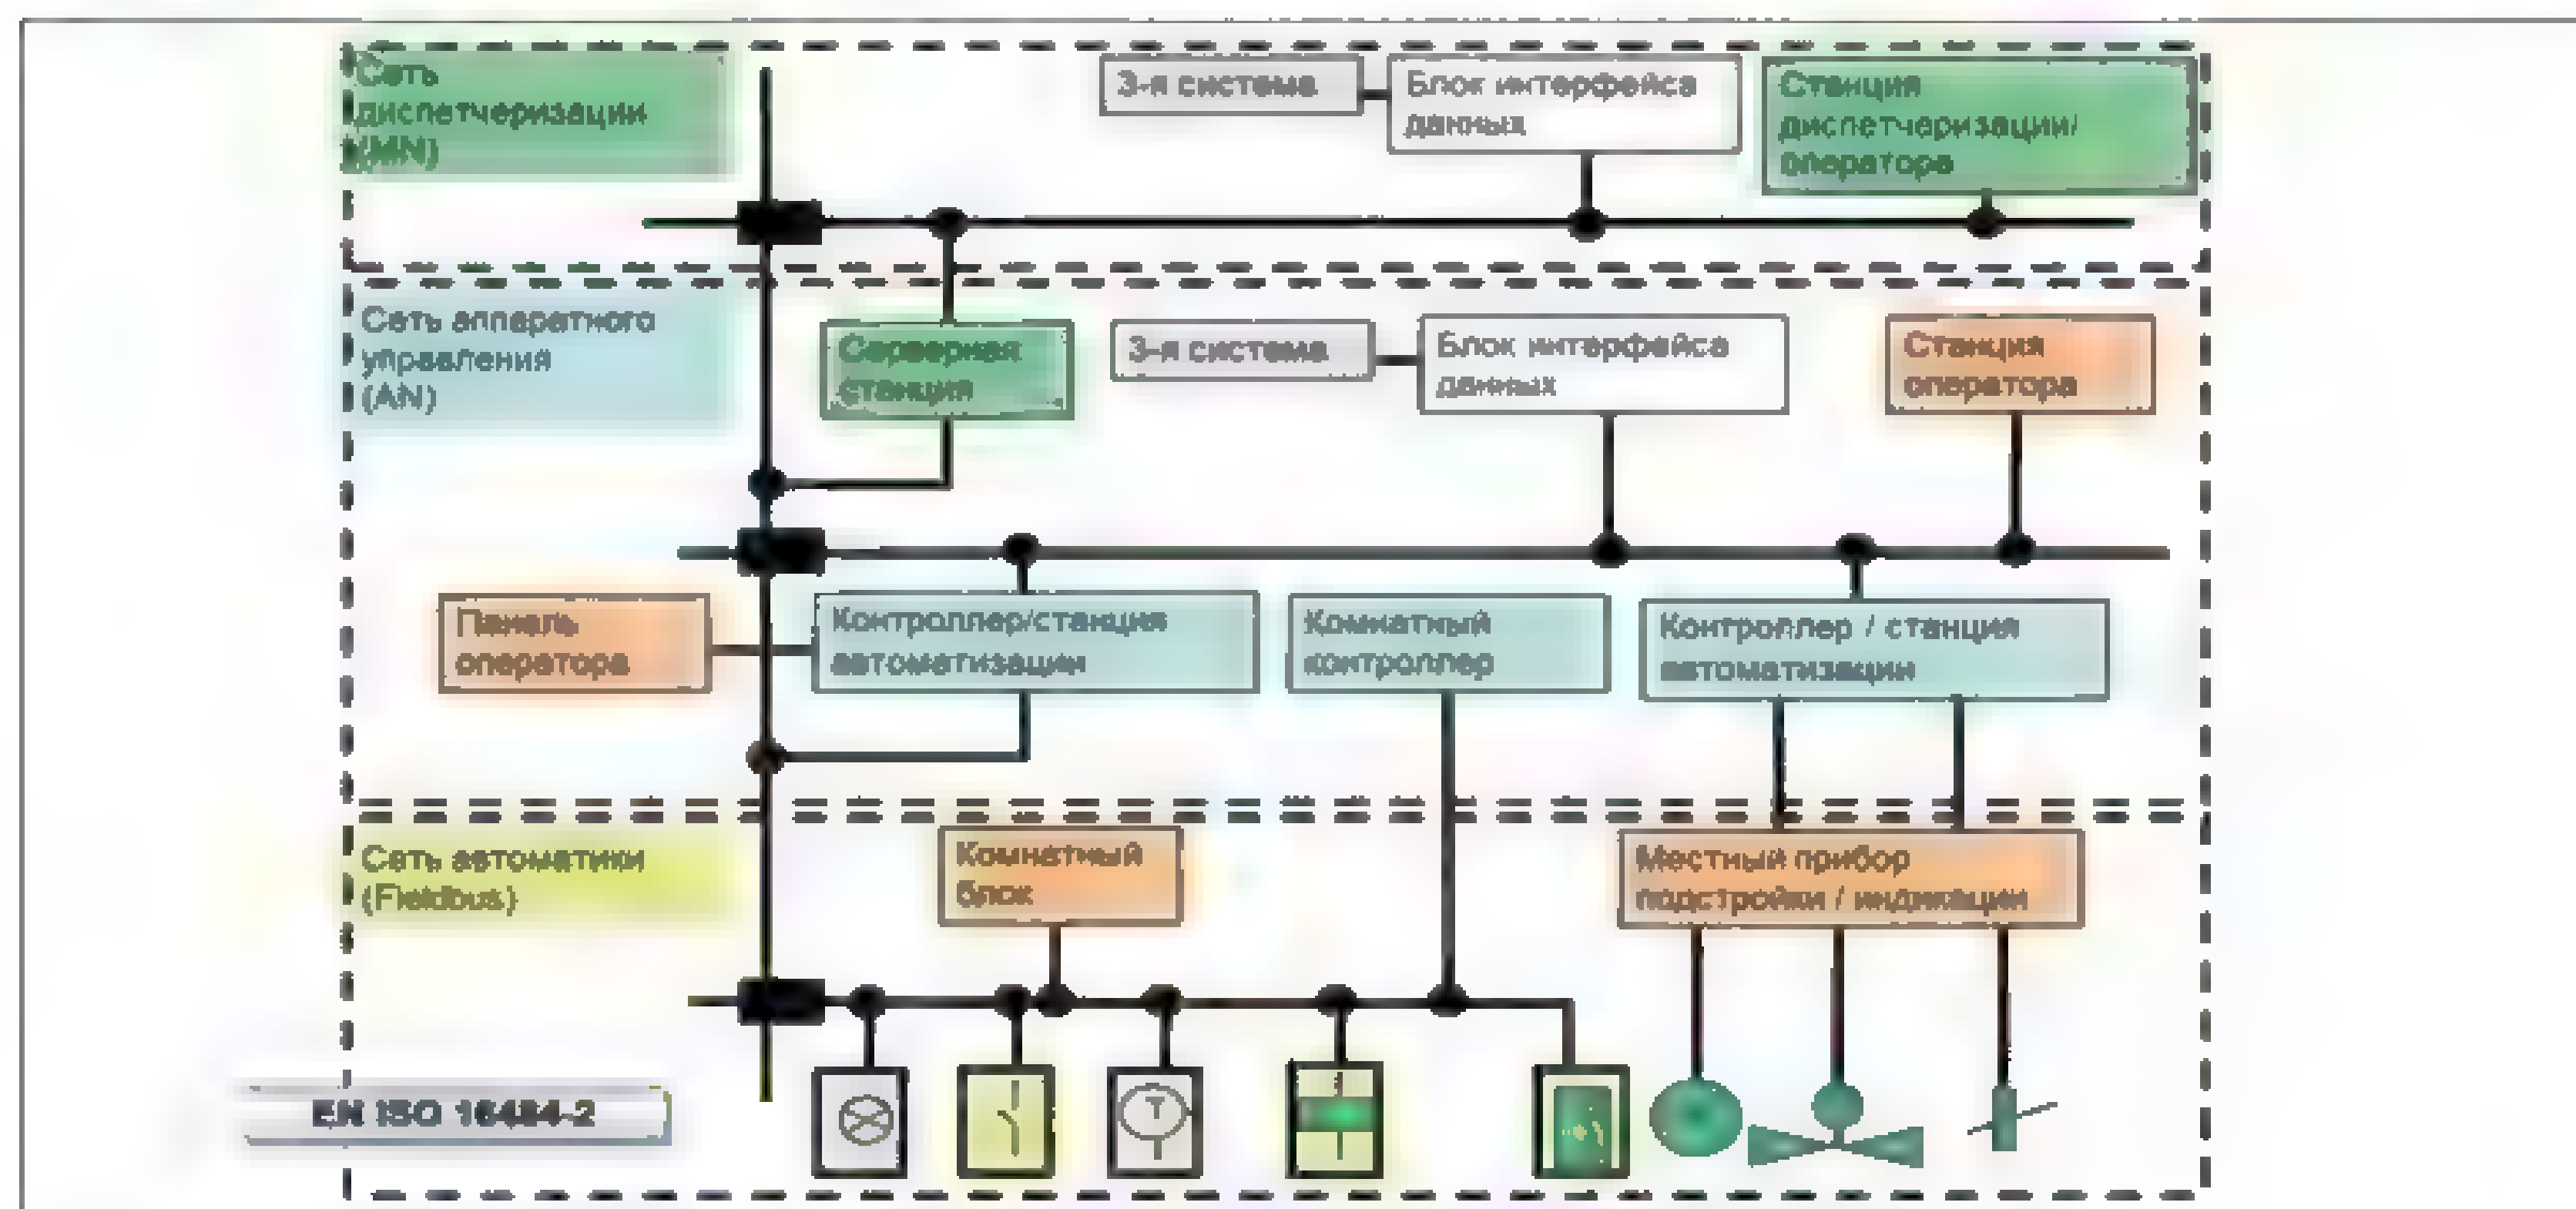 Сеть
диспетчеризации
(MN)
3-я система
Блок интерфейса
данных
Станция
диспетчеризации/
оператора
Сеть аппаратного
управления
(AN)
Серверная
станция
3-я система
Блок интерфейса
данных
Станция
оператора
Панель
оператора
Контроллер/станция
автоматизации
Комнатный
контроллер
Контроллер / станция
автоматизации
Сеть автоматики
(Fieldbus)
Комнатный
блок
Местный прибор
подстройки / индикации
EN ISO 16484-2
T